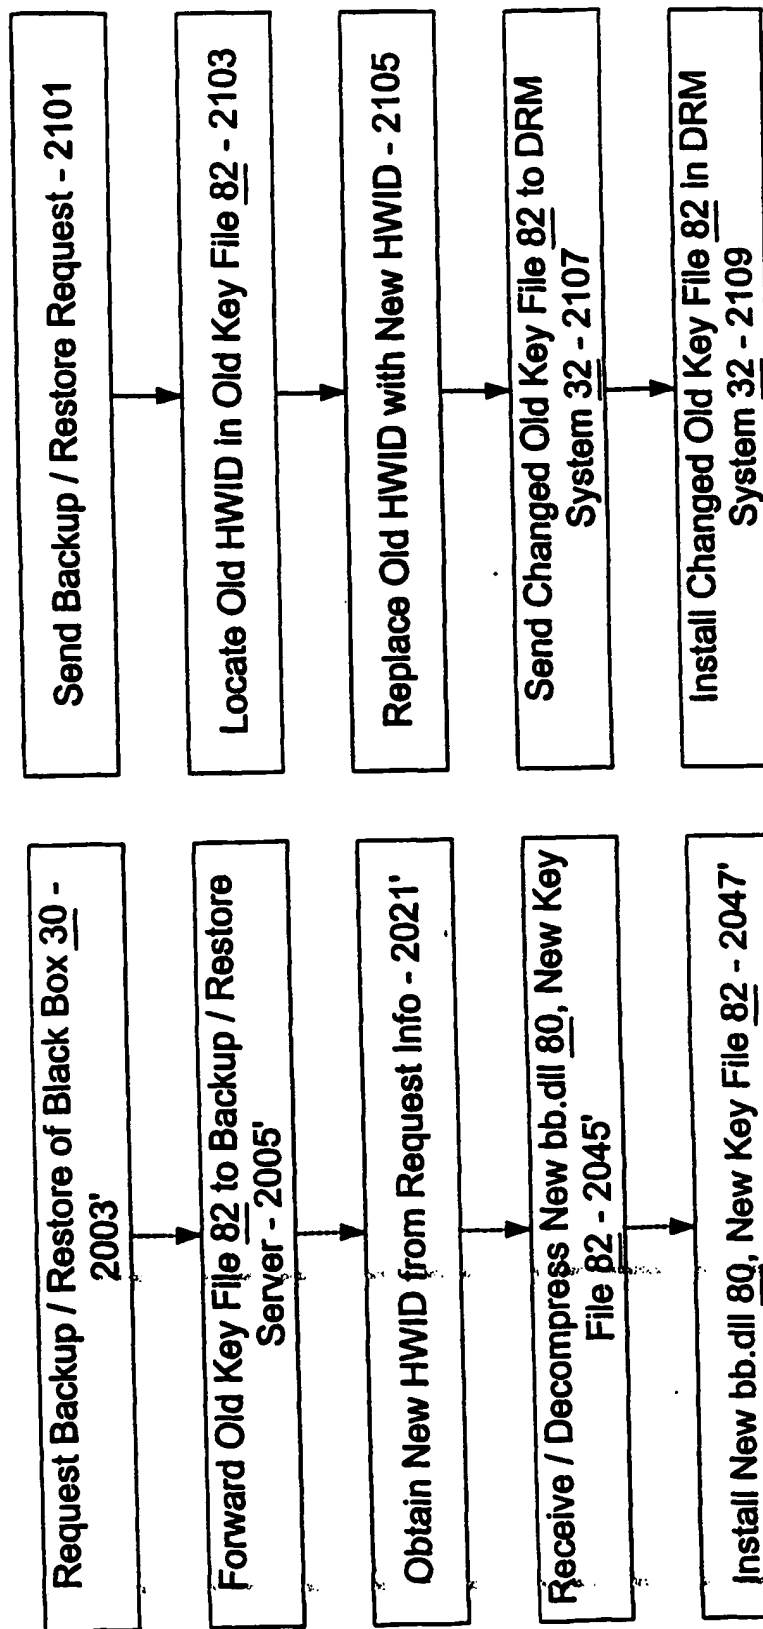 Request Backup / Restore of Black Box 30 -
2003'
Forward Old Key File 82 to Backup / Restore
Server - 2005'
Obtain New HWID from Request Info - 2021'
Receive / Decompress New bb.dll 80, New Key
File 82 - 2045'
Install New bb.dll 80, New Key File 82 - 2047'
Send Backup / Restore Request - 2101
Locate Old HWID in Old Key File 82 - 2103
Replace Old HWID with New HWID - 2105
Send Changed Old Key File 82 to DRM
System 32 - 2107
Install Changed Old Key File 82 in DRM
System 32 - 2109